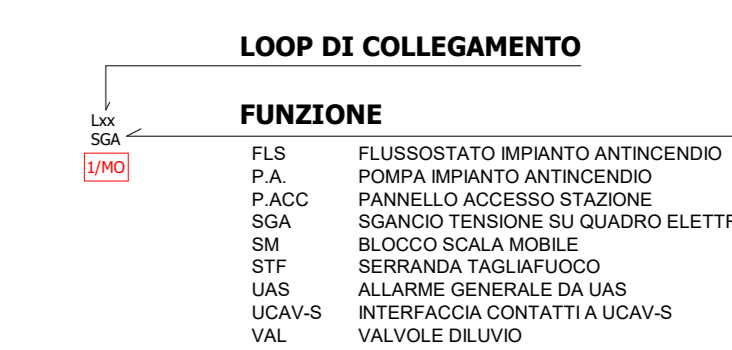 LOOP DI COLLEGAMENTO
Lxx
SGA
1/MO
FUNZIONE
FLS FLUSSOSTATO IMPIANTO ANTINCENDIO
P.A. POMPA IMPIANTO ANTINCENDIO
P.ACC PANNELLO ACCESSO STAZIONE
SGA SGANCIO TENSIONE SU QUADRO
SM BLOCCO SCALA MOBILE
STF SERRANDA TAGLIAFUOCO
UAS ALLARME GENERALE DA UAS
UCAV-S INTERFACCIA CONTATTI A UCAV-S
VAL VALVOLE DILUVIO